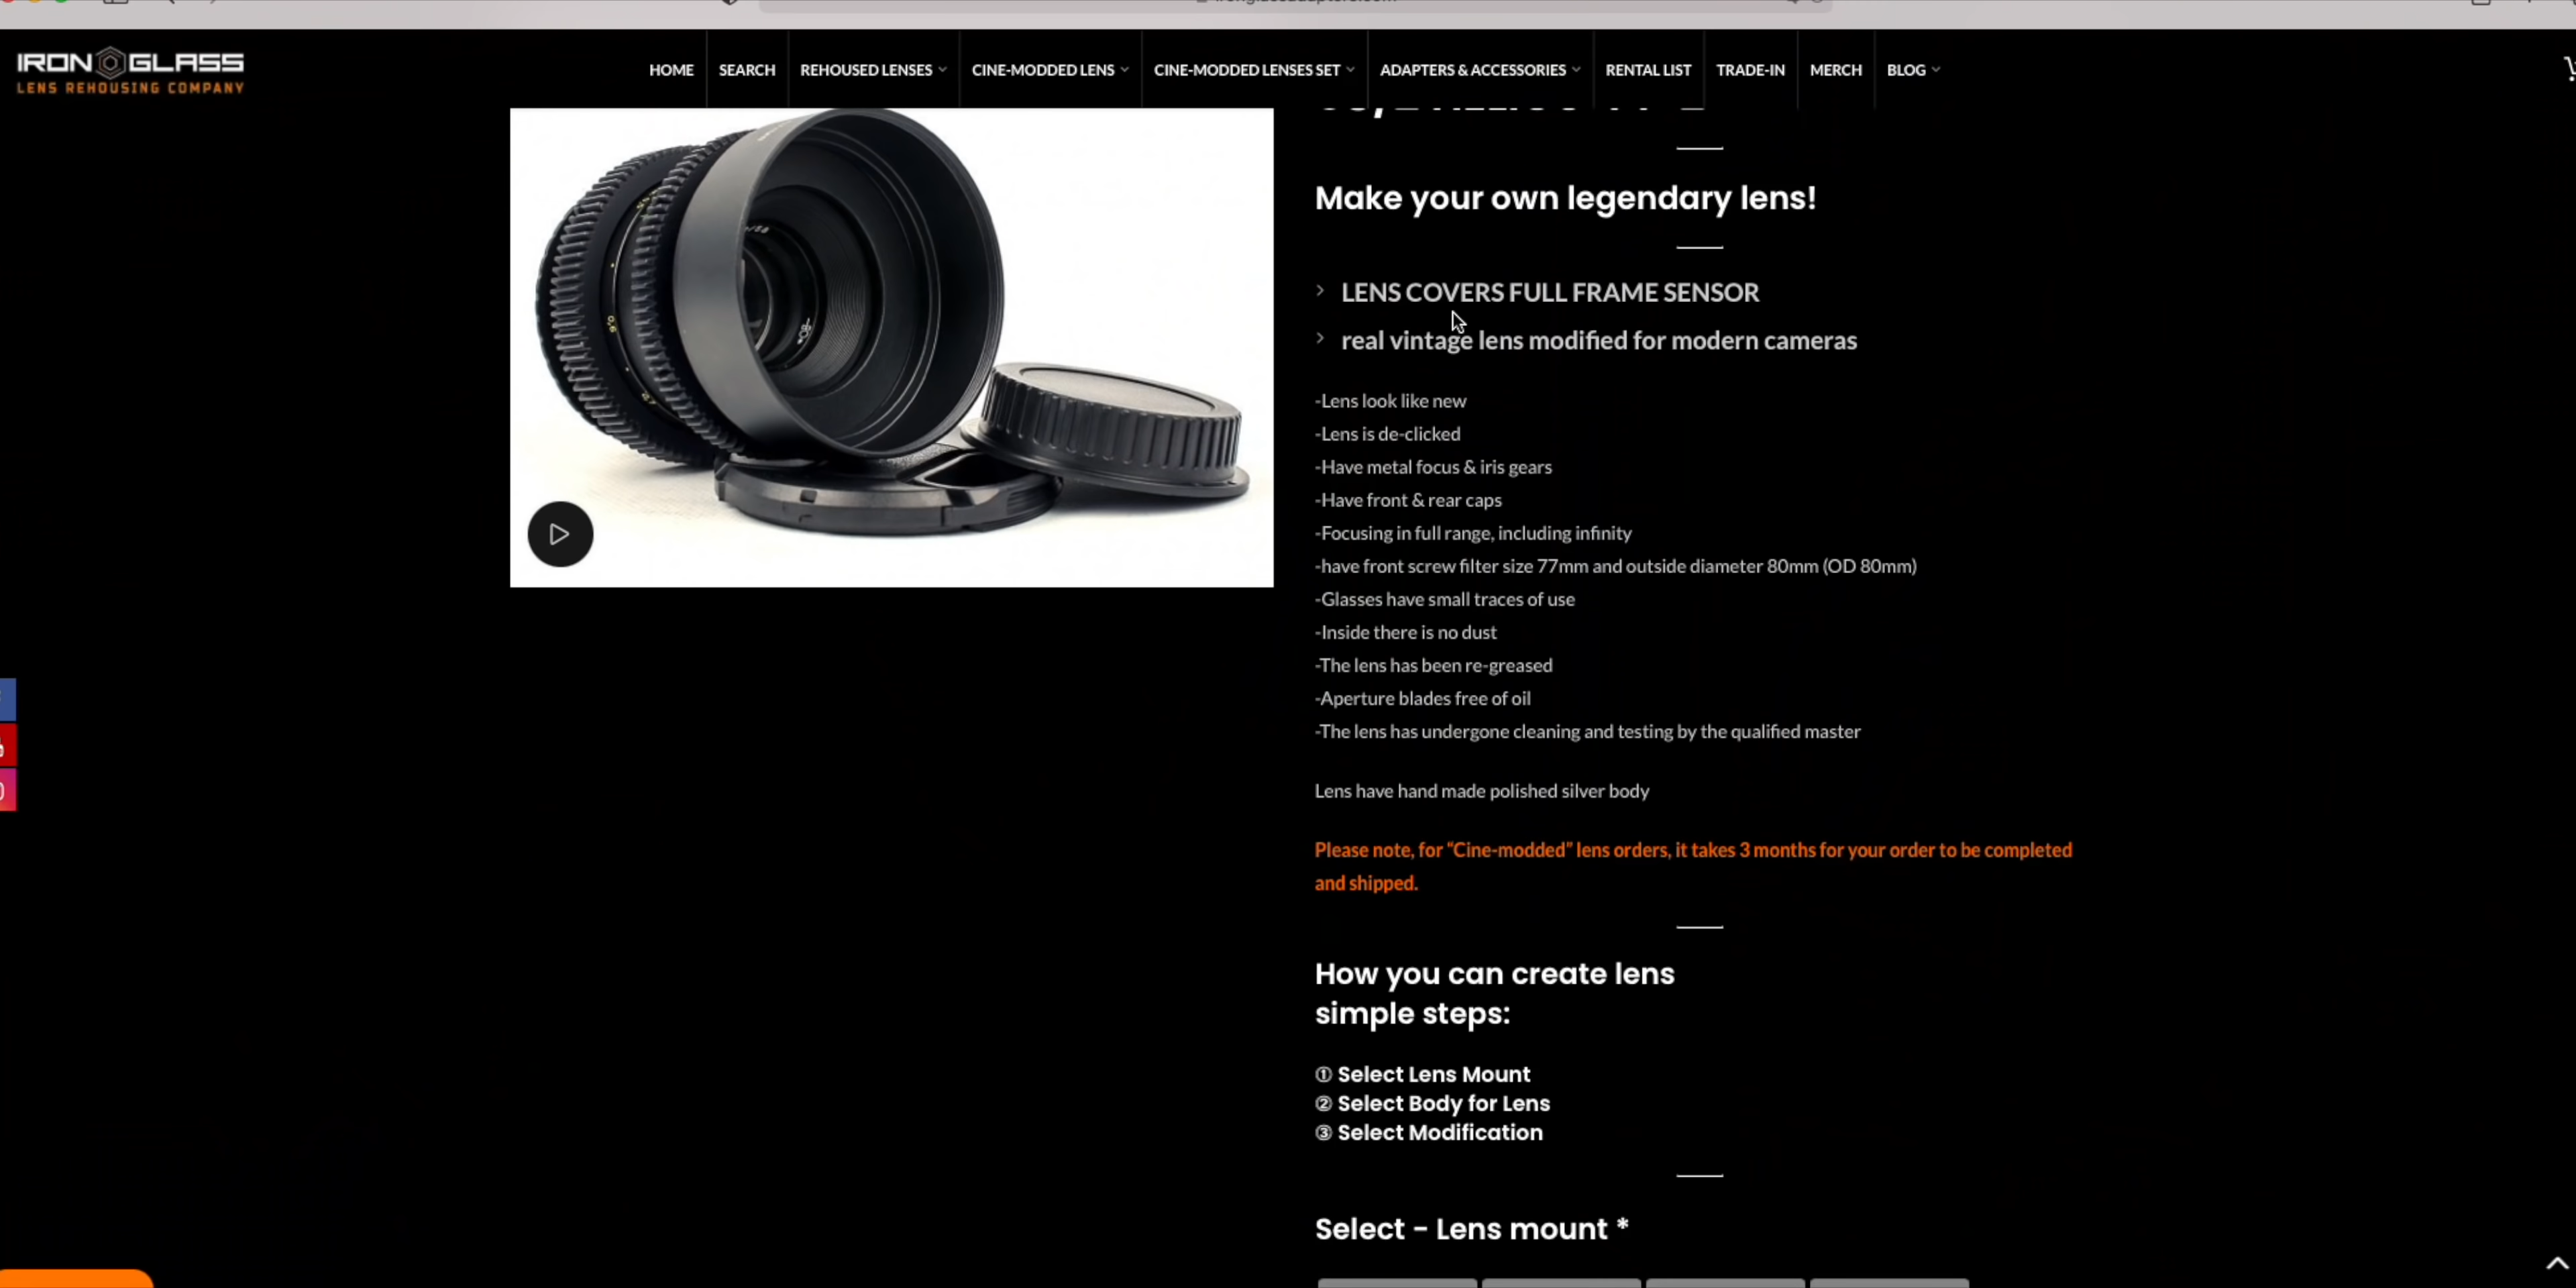 IRON GLASS
LENS REHOUSING COMPANY
HOME
SEARCH
REHOUSED LENSES
CINE-MODDED LENS
CINE-MODDED LENSES SET
ADAPTERS & ACCESSORIES
RENTAL LIST
TRADE-IN
MERCH
BLOG
Make your own legendary lens!
LENS COVERS FULL FRAME SENSOR
real vintage lens modified for modern cameras
-Lens look like new
-Lens is de-clicked
-Have metal focus & iris gears
-Have front & rear caps
-Focusing in full range, including infinity
-have front screw filter size 77mm and outside diameter 80mm (OD 80mm)
-Glasses have small traces of use
-Inside there is no dust
-The lens has been re-greased
-Aperture blades free of oil
-The lens has undergone cleaning and testing by the qualified master
Lens have hand made polished silver body
Please note, for “Cine-modded” lens orders, it takes 3 months for your order to be completed
and shipped.
How you can create lens
simple steps:
① Select Lens Mount
② Select Body for Lens
③ Select Modification
Select - Lens mount *